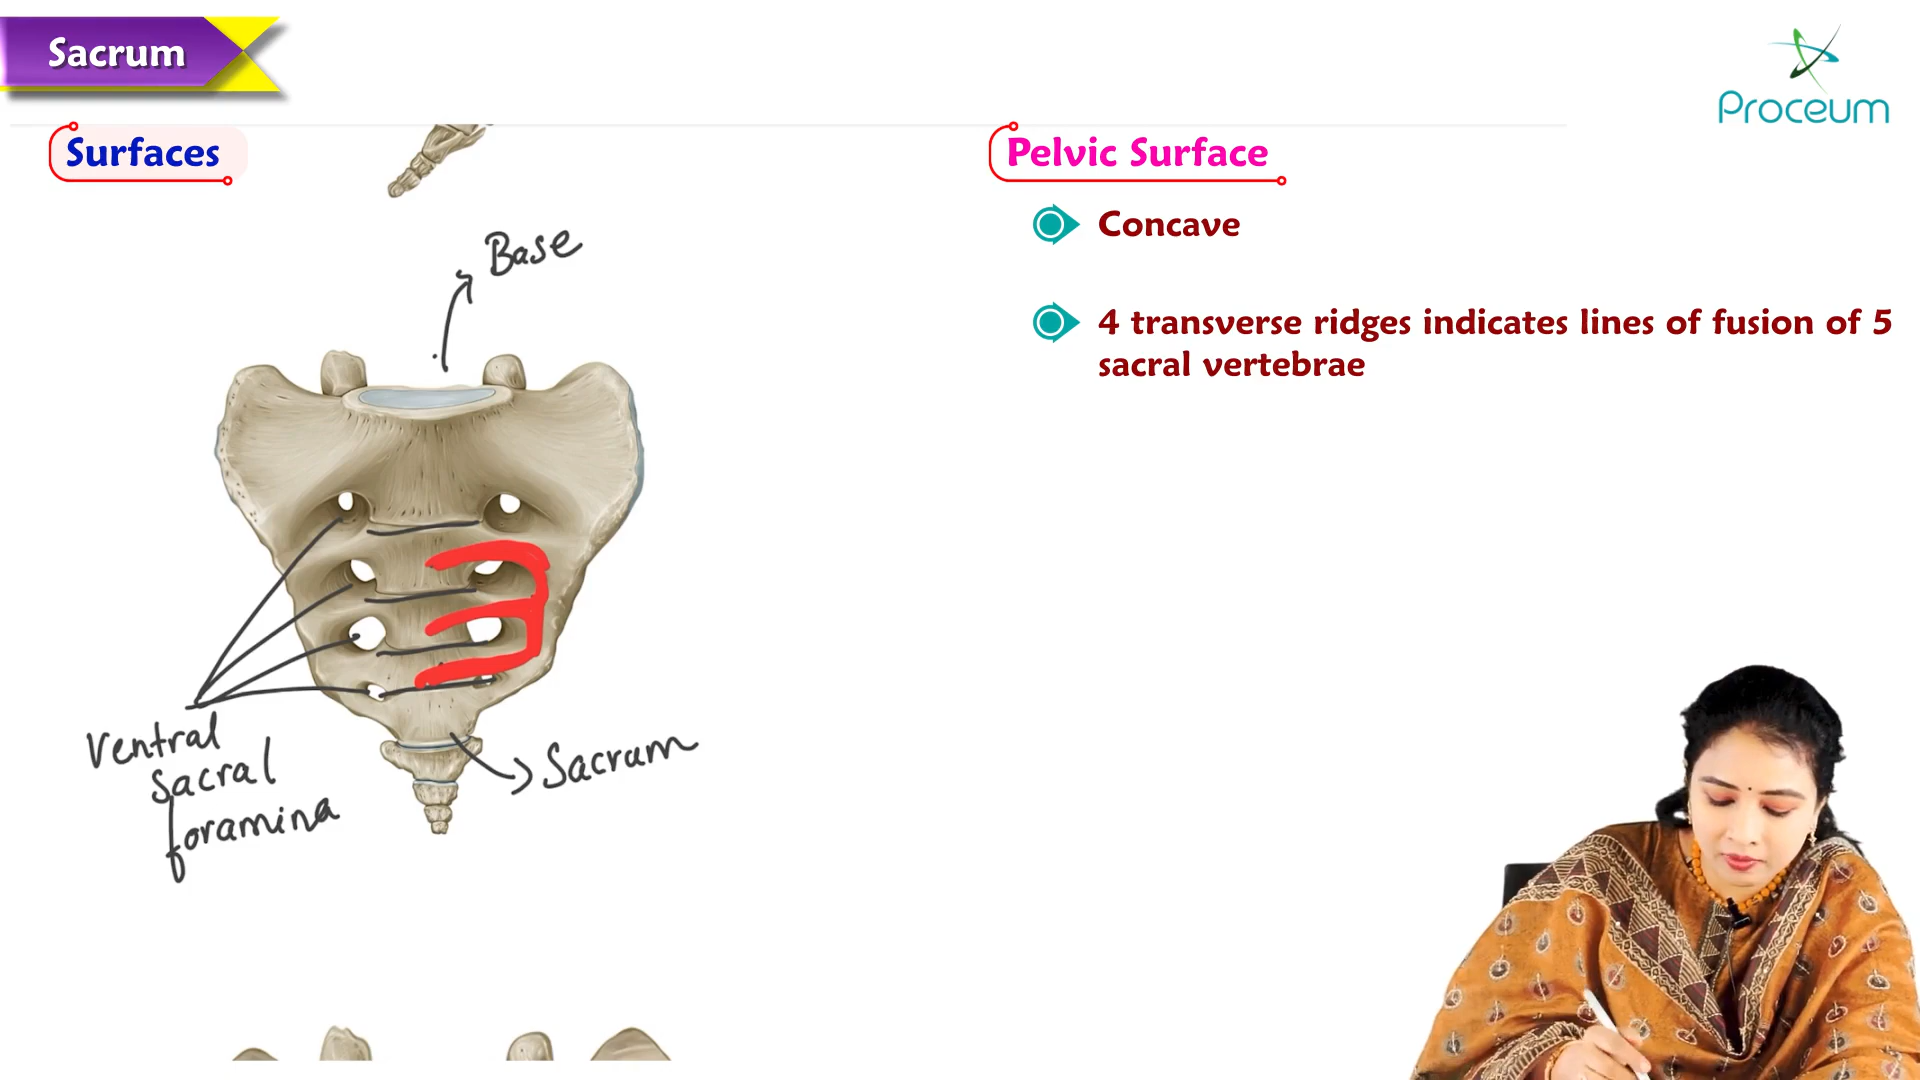 Sacrum
Proceum
Surfaces
Base
Ventral
sacral
foramina
Sacrum
Pelvic Surface
Concave
4 transverse ridges indicates lines of fusion of 5
sacral vertebrae